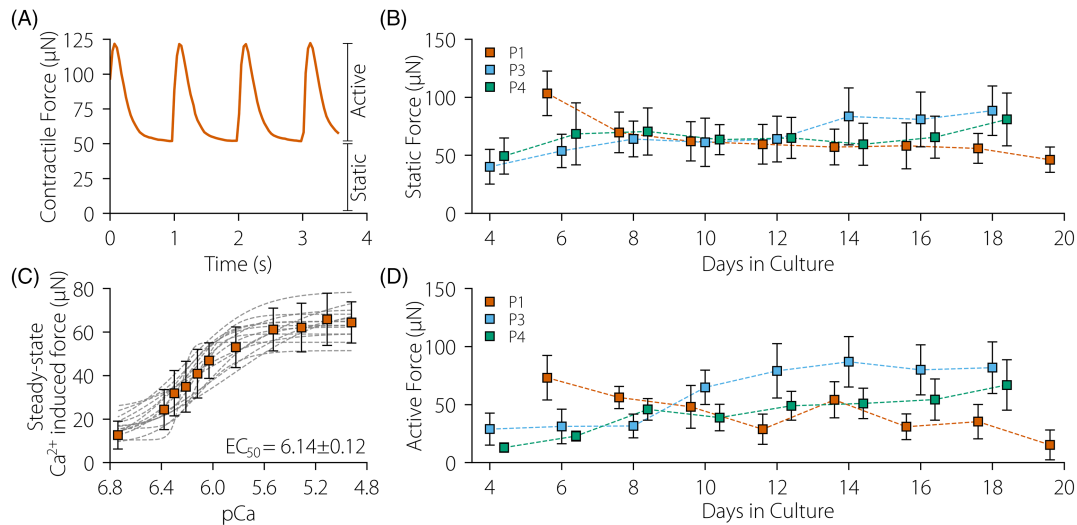 (A)
Contractile Force (µN)
125
100
75
50
25
0
0
1
2
3
4
Time (s)
Active
Static
(B)
Static Force (µN)
150
100
50
0
P1
P3
P4
4
6
8
10
12
14
16
18
20
Days in Culture
(C)
Steady-state
Ca²⁺ induced force (µN)
80
60
40
20
0
EC₅₀ = 6.14±0.12
6.8
6.4
6.0
5.6
5.2
4.8
pCa
(D)
Active Force (µN)
150
100
50
0
P1
P3
P4
4
6
8
10
12
14
16
18
20
Days in Culture